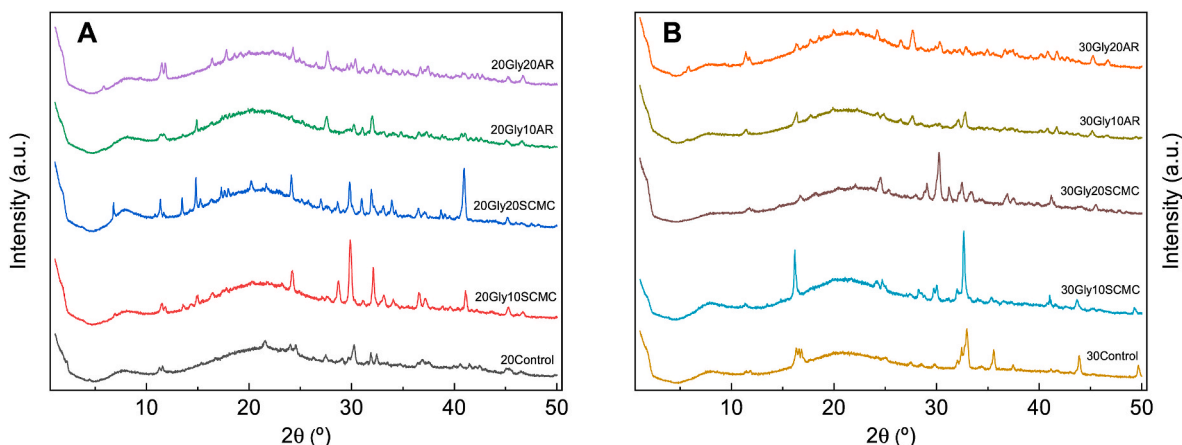 A
20Gly20AR
20Gly10AR
20Gly20SCMC
20Gly10SCMC
20Control
Intensity (a.u.)
10 20 30 40 50
2θ (º)
B
30Gly20AR
30Gly10AR
30Gly20SCMC
30Gly10SCMC
30Control
Intensity (a.u.)
10 20 30 40 50
2θ (º)